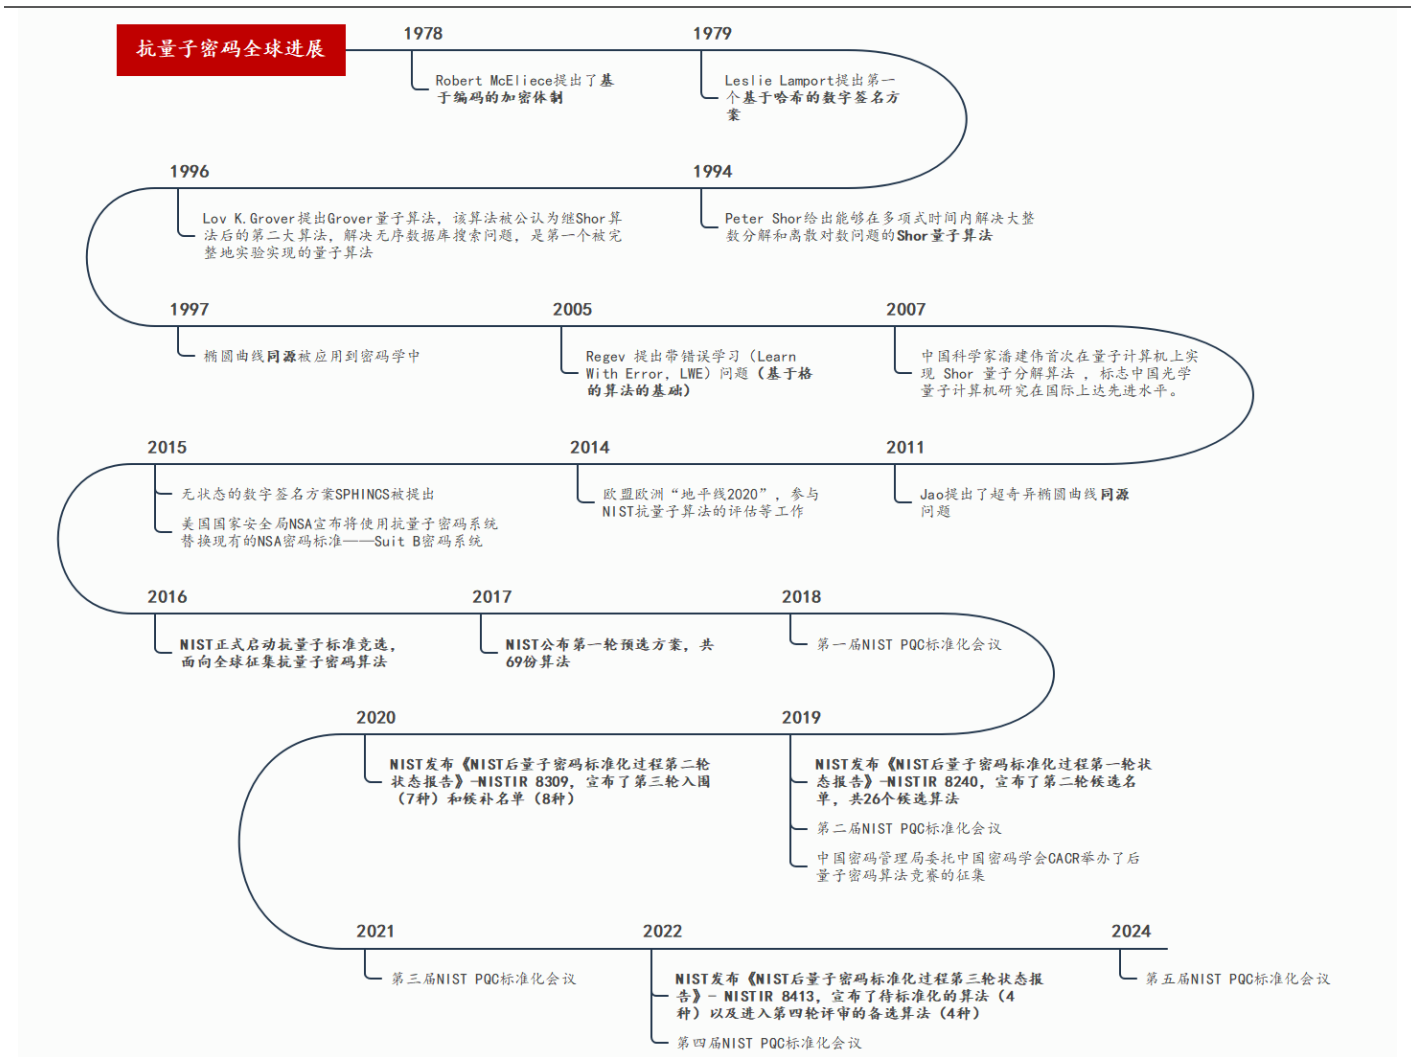 抗量子密码全球进展
1978
Robert McEliece提出了基
于编码的加密体制
1979
Leslie Lamport提出第一
个基于哈希的数字签名方
案
1994
Peter Shor给出能够在多项式时间内解决大整
数分解和离散对数问题的Shor量子算法
1996
Lov K.Grover提出Grover量子算法，该算法被公认为继Shor算
法后的第二大算法，解决无序数据库搜索问题，是第一个被完
整地实验实现的量子算法
1997
椭圆曲线同源被应用到密码学中
2005
Regev 提出带错误学习（Learn
With Error，LWE）问题（基于格
的算法的基础）
2007
中国科学家潘建伟首次在量子计算机上实
现 Shor 量子分解算法 ，标志中国光学
量子计算机研究在国际上达先进水平。
2011
Jao提出了超奇异椭圆曲线同源
问题
2014
欧盟欧洲“地平线2020”，参与
NIST抗量子算法的评估等工作
2015
无状态的数字签名方案SPHINCS被提出
美国国家安全局NSA宣布将使用抗量子密码系统
替换现有的NSA密码标准——Suit B密码系统
2016
NIST正式启动抗量子标准竞选，
面向全球征集抗量子密码算法
2017
NIST公布第一轮预选方案，共
69份算法
2018
第一届NIST PQC标准化会议
2019
NIST发布《NIST后量子密码标准化过程第一轮状
态报告》-NISTIR 8240，宣布了第二轮候选名
单，共26个候选算法
第二届NIST PQC标准化会议
中国密码管理局委托中国密码学会CACR举办了后
量子密码算法竞赛的征集
2020
NIST发布《NIST后量子密码标准化过程第二轮
状态报告》-NISTIR 8309，宣布了第三轮入围
（7种）和候补名单（8种）
2021
第三届NIST PQC标准化会议
2022
NIST发布《NIST后量子密码标准化过程第三轮状态报
告》- NISTIR 8413，宣布了待标准化的算法（4
种）以及进入第四轮评审的备选算法（4种）
第四届NIST PQC标准化会议
2024
第五届NIST PQC标准化会议